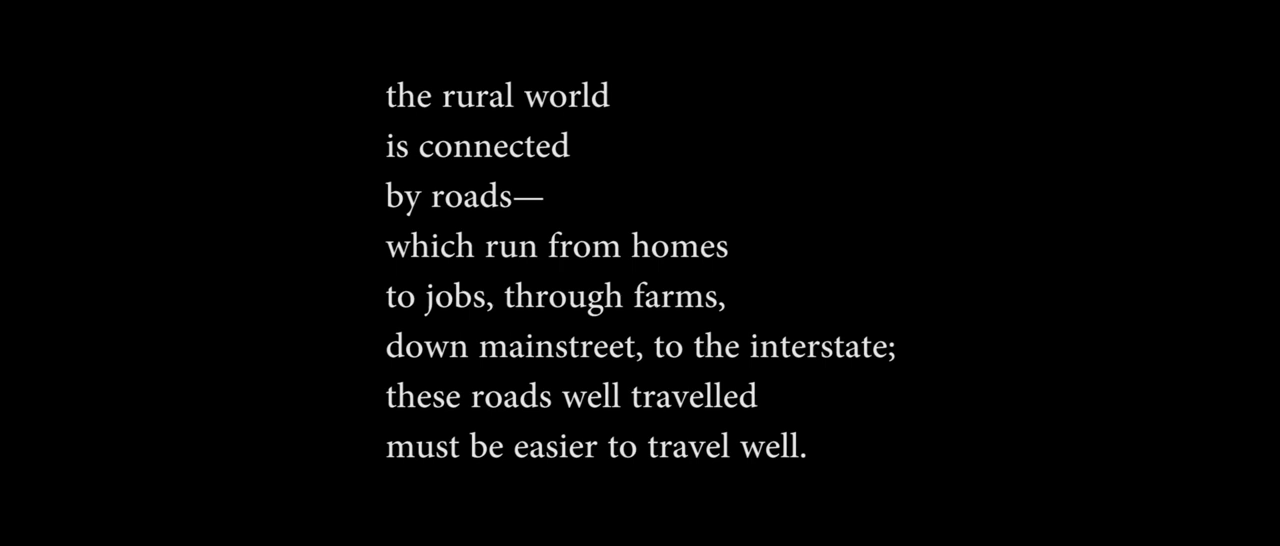 the rural world
is connected
by roads—
which run from homes
to jobs, through farms,
down mainstreet, to the interstate;
these roads well travelled
must be easier to travel well.